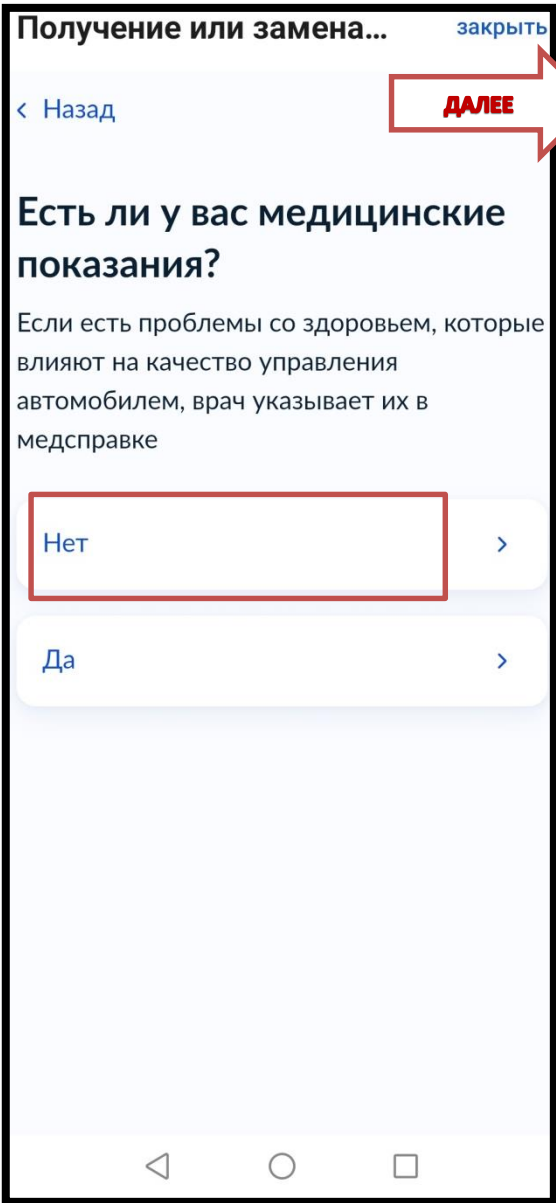 Получение или замена...
закрыть
< Назад
ДАЛЕЕ
Есть ли у вас медицинские
показания?
Если есть проблемы со здоровьем, которые
влияют на качество управления
автомобилем, врач указывает их в
медсправке
Нет
Да